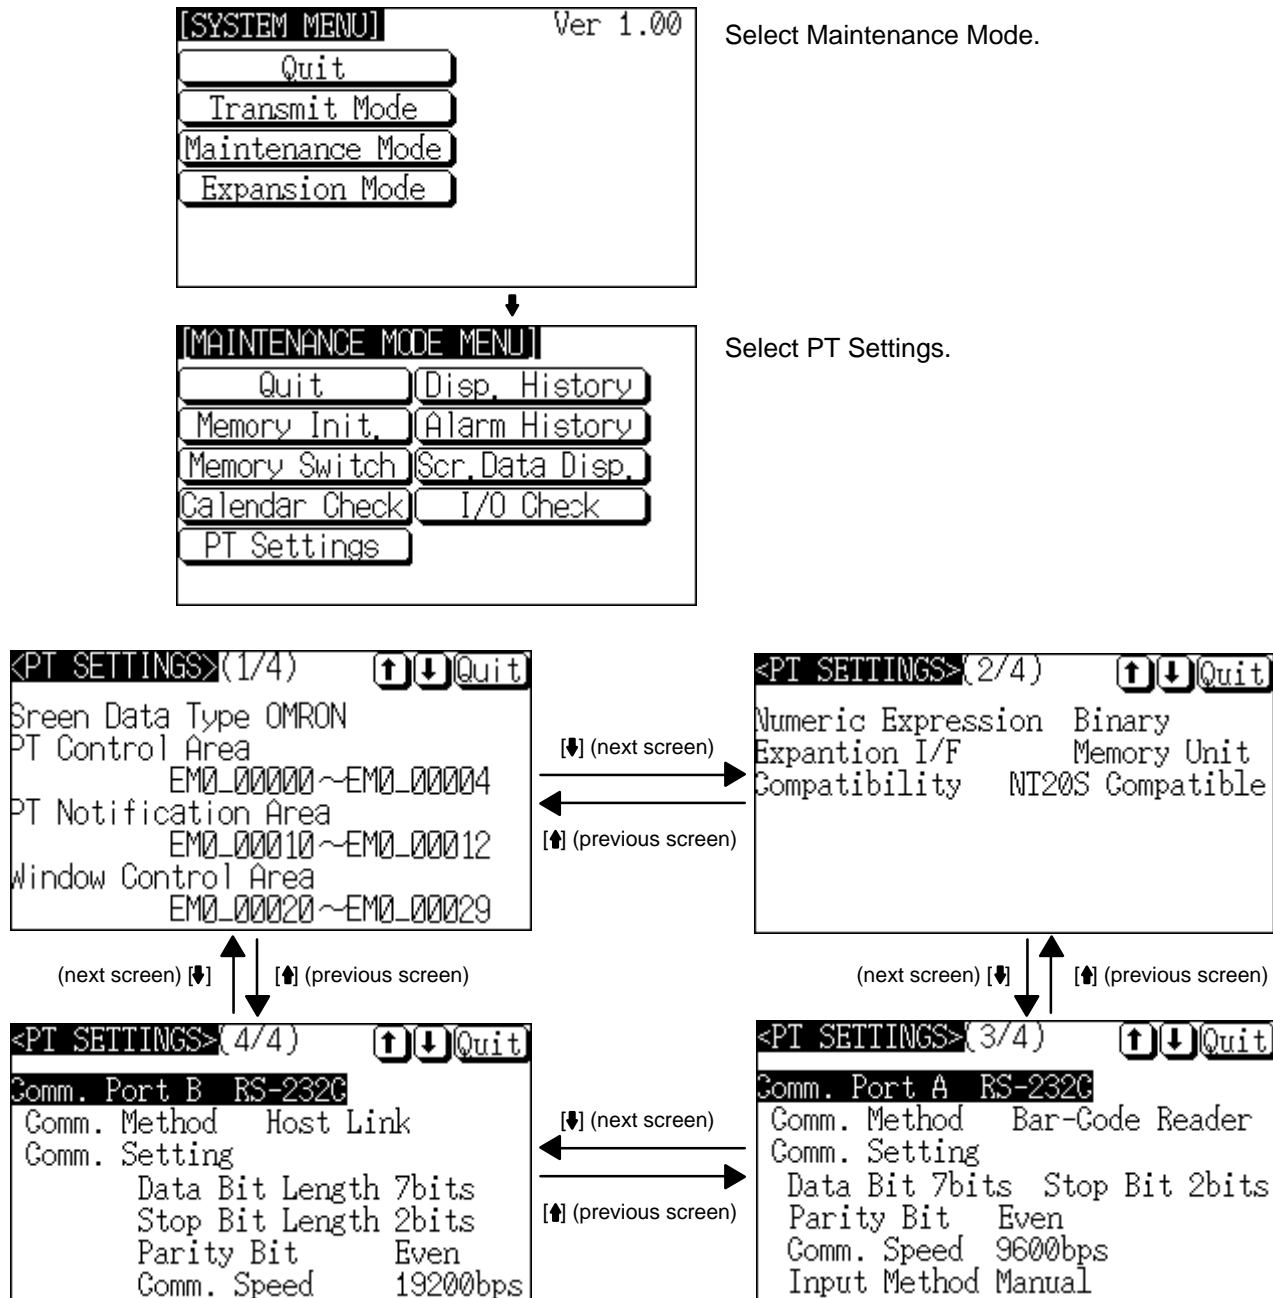 [SYSTEM MENU] Ver 1.00
Select Maintenance Mode.
Quit
Transmit Mode
Maintenance Mode
Expansion Mode
[MAINTENANCE MODE MENU]
Select PT Settings.
Quit Disp. History
Memory Init. Alarm History
Memory Switch Scr.Data Disp.
Calendar Check I/O Check
PT Settings
<PT SETTINGS>(1/4) ↑ ↓ Quit
Sreen Data Type OMRON
PT Control Area
EM0_00000~EM0_00004
PT Notification Area
EM0_00010~EM0_00012
Window Control Area
EM0_00020~EM0_00029
[⬇] (next screen)
[⬆] (previous screen)
<PT SETTINGS>(2/4) ↑ ↓ Quit
Numeric Expression Binary
Expantion I/F Memory Unit
Compatibility NT20S Compatible
(next screen) [⬇] [⬆] (previous screen)
(next screen) [⬇] [⬆] (previous screen)
<PT SETTINGS>(4/4) ↑ ↓ Quit
Comm. Port B RS-232C
Comm. Method Host Link
Comm. Setting
Data Bit Length 7bits
Stop Bit Length 2bits
Parity Bit Even
Comm. Speed 19200bps
[⬇] (next screen)
[⬆] (previous screen)
<PT SETTINGS>(3/4) ↑ ↓ Quit
Comm. Port A RS-232C
Comm. Method Bar-Code Reader
Comm. Setting
Data Bit 7bits Stop Bit 2bits
Parity Bit Even
Comm. Speed 9600bps
Input Method Manual